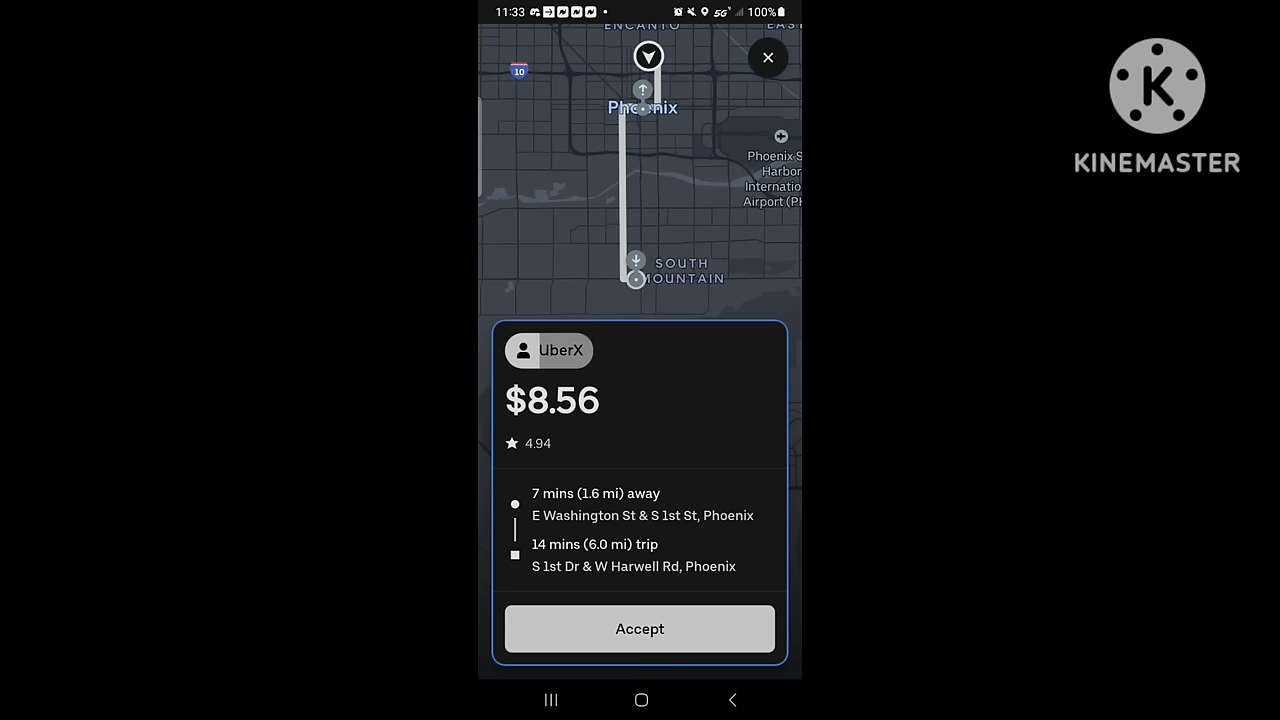 11:33
5G
100%
ENCANTO
EAST
10
Phoenix
Phoenix S
Harbor
Internatio
Airport (PH
SOUTH
MOUNTAIN
UberX
$8.56
4.94
7 mins (1.6 mi) away
E Washington St & S 1st St, Phoenix
14 mins (6.0 mi) trip
S 1st Dr & W Harwell Rd, Phoenix
Accept
K
KINEMASTER